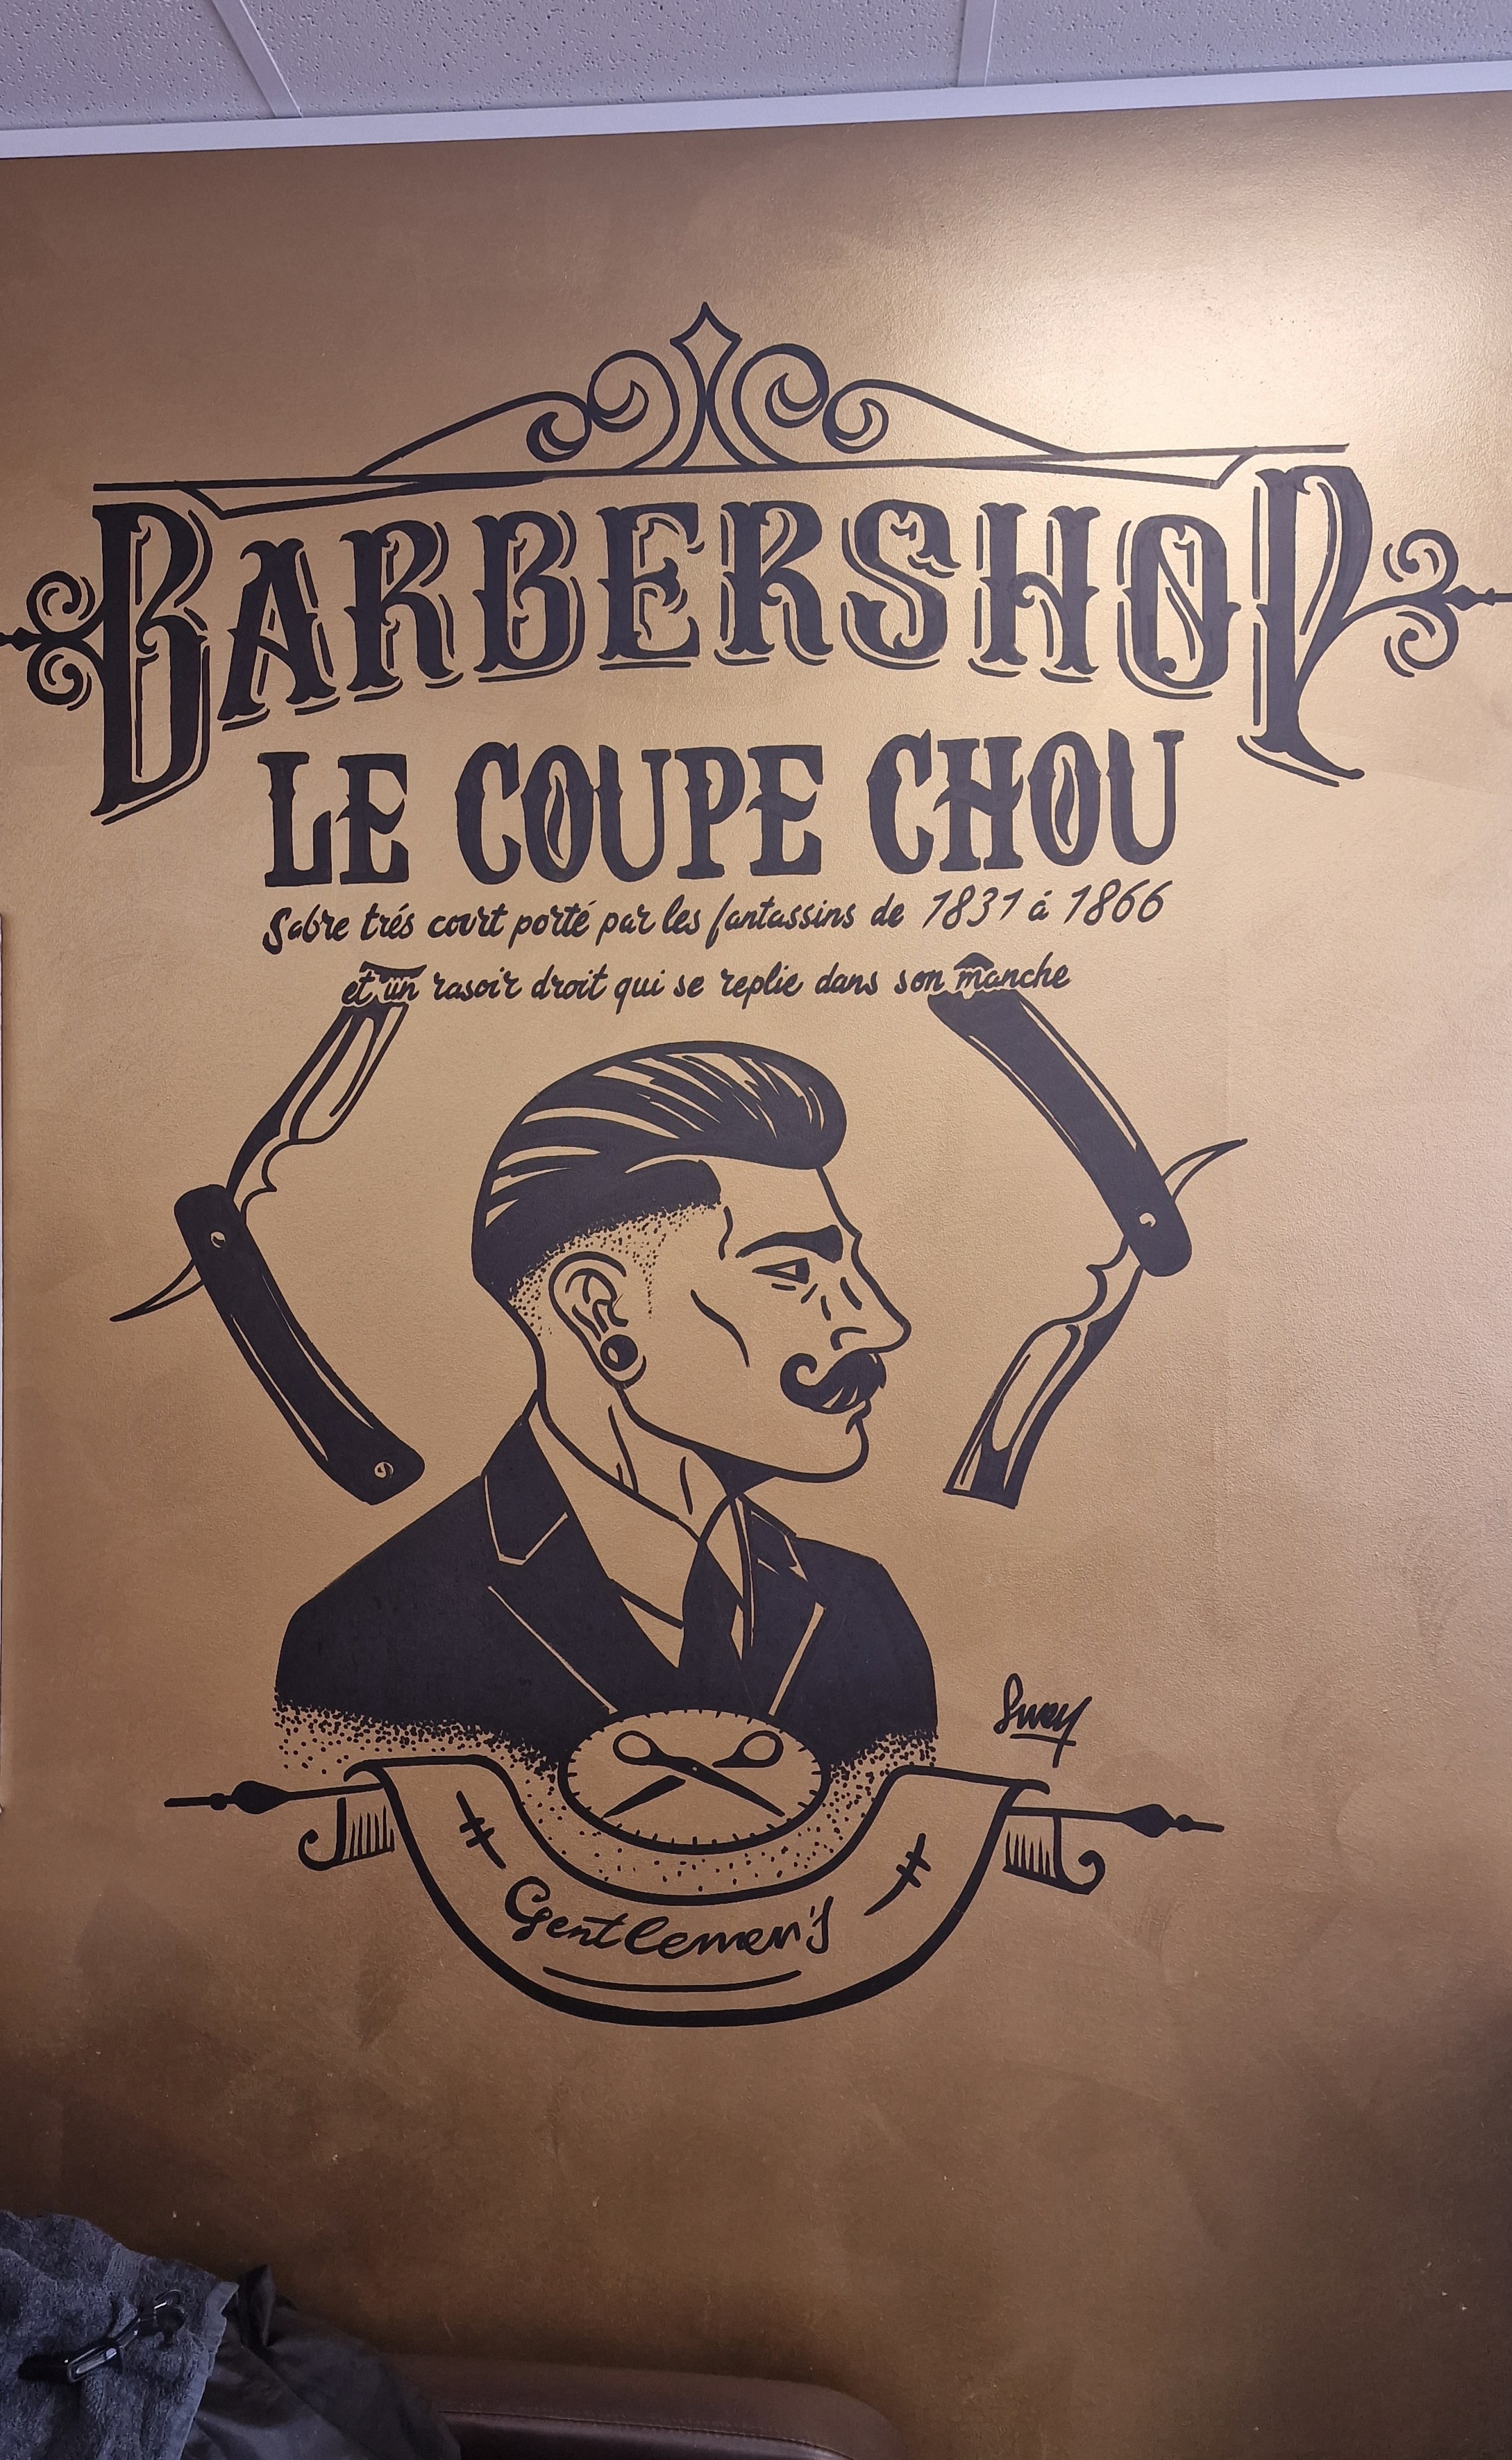 BARBERSHOP
LE COUPE CHOU
Sabre trés court porté par les fantassins de 1831 á 1866
et un rasoir droit qui se replie dans son manche
Swey
Gentlemen's